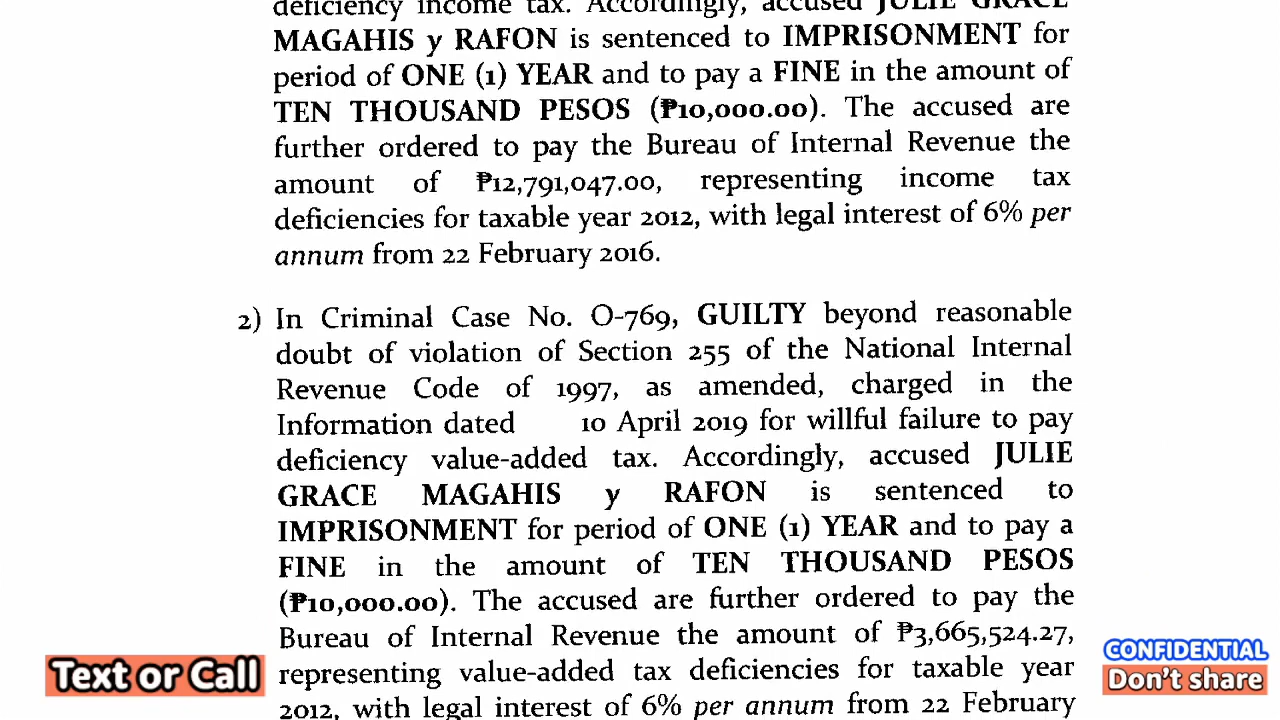 deficiency income tax. Accordingly, accused JULIE GRACE
MAGAHIS y RAFON is sentenced to IMPRISONMENT for
period of ONE (1) YEAR and to pay a FINE in the amount of
TEN THOUSAND PESOS (₱10,000.00). The accused are
further ordered to pay the Bureau of Internal Revenue the
amount of ₱12,791,047.00, representing income tax
deficiencies for taxable year 2012, with legal interest of 6% per
annum from 22 February 2016.
2) In Criminal Case No. O-769, GUILTY beyond reasonable
doubt of violation of Section 255 of the National Internal
Revenue Code of 1997, as amended, charged in the
Information dated 10 April 2019 for willful failure to pay
deficiency value-added tax. Accordingly, accused JULIE
GRACE MAGAHIS y RAFON is sentenced to
IMPRISONMENT for period of ONE (1) YEAR and to pay a
FINE in the amount of TEN THOUSAND PESOS
(₱10,000.00). The accused are further ordered to pay the
Bureau of Internal Revenue the amount of ₱3,665,524.27,
representing value-added tax deficiencies for taxable year
2012, with legal interest of 6% per annum from 22 February
Text or Call
CONFIDENTIAL
Don't share